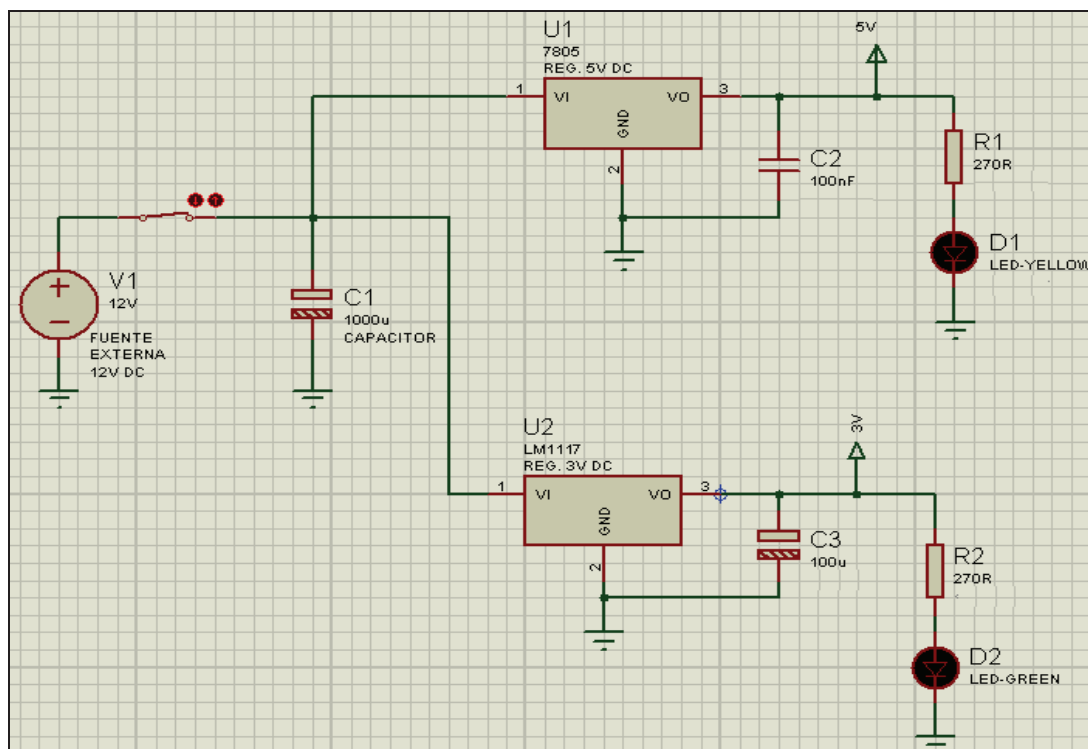 U1
7805
REG. 5V DC
5V
1
VI
VO
3
GND
2
C2
100nF
R1
270R
D1
LED-YELLOW
V1
12V
FUENTE
EXTERNA
12V DC
C1
1000u
CAPACITOR
U2
LM1117
REG. 3V DC
3V
1
VI
VO
3
GND
2
C3
100u
R2
270R
D2
LED-GREEN